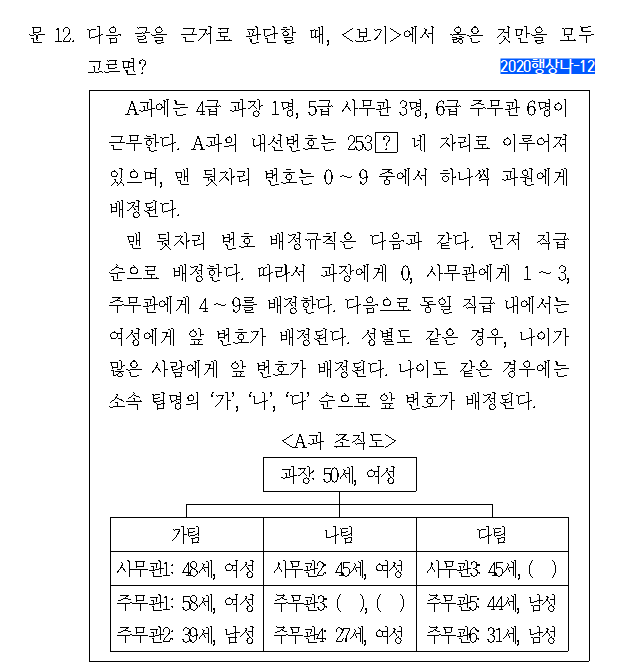 문 12. 다음 글을 근거로 판단할 때, <보기>에서 옳은 것만을 모두
고르면?
2020행상나-12
A과에는 4급 과장 1명, 5급 사무관 3명, 6급 주무관 6명이
근무한다. A과의 내선번호는 253? 네 자리로 이루어져
있으며, 맨 뒷자리 번호는 0 ~ 9 중에서 하나씩 과원에게
배정된다.
맨 뒷자리 번호 배정규칙은 다음과 같다. 먼저 직급
순으로 배정한다. 따라서 과장에게 0, 사무관에게 1 ~ 3,
주무관에게 4 ~ 9를 배정한다. 다음으로 동일 직급 내에서는
여성에게 앞 번호가 배정된다. 성별도 같은 경우, 나이가
많은 사람에게 앞 번호가 배정된다. 나이도 같은 경우에는
소속 팀명의 ‘가’, ‘나’, ‘다’ 순으로 앞 번호가 배정된다.
<A과 조직도>
과장: 50세, 여성
가팀 나팀 다팀
사무관1: 48세, 여성 사무관2: 45세, 여성 사무관3: 45세, ( )
주무관1: 58세, 여성 주무관3: ( ), ( ) 주무관5: 44세, 남성
주무관2: 39세, 남성 주무관4: 27세, 여성 주무관6: 31세, 남성